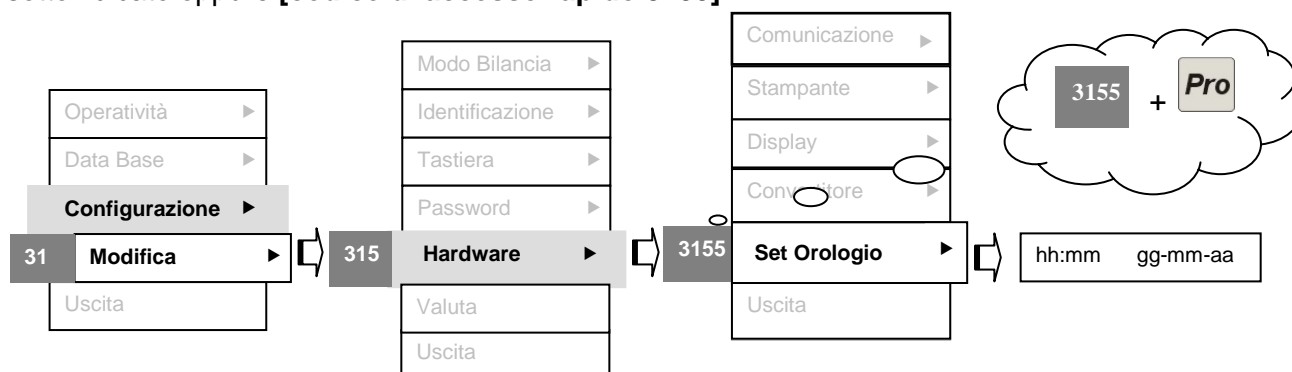 Operatività
Data Base
Configurazione
31 Modifica
Uscita
Modo Bilancia
Identificazione
Tastiera
Password
315 Hardware
Valuta
Uscita
Comunicazione
Stampante
Display
3155 Set Orologio
Uscita
3155 + Pro
hh:mm gg-mm-aa